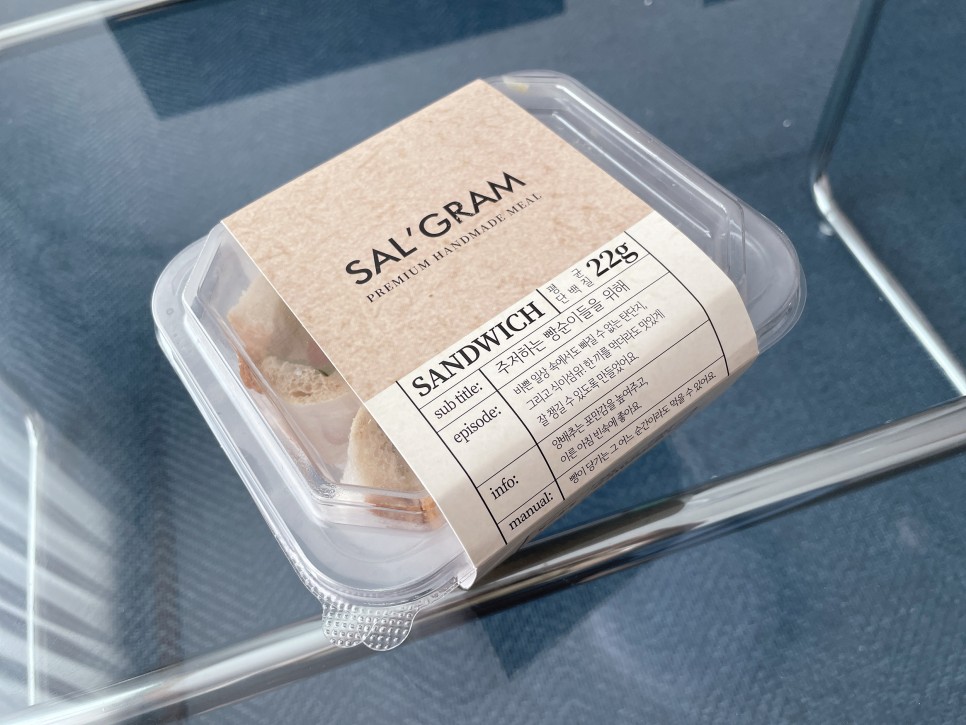 SAL'GRAM
PREMIUM HANDMADE MEAL
SANDWICH
평균
단백질
22g
sub title:
주저하는 빵순이들을 위해
episode:
바쁜 일상 속에서도 빠질 수 없는 탄단지,
그리고 식이섬유! 한 끼를 먹더라도 맛있게
잘 챙길 수 있도록 만들었어요.
info:
양배추는 포만감을 높여주고,
이른 아침 빈속에 좋아요.
manual:
빵이 당기는 그 어느 순간이라도 먹을 수 있어요